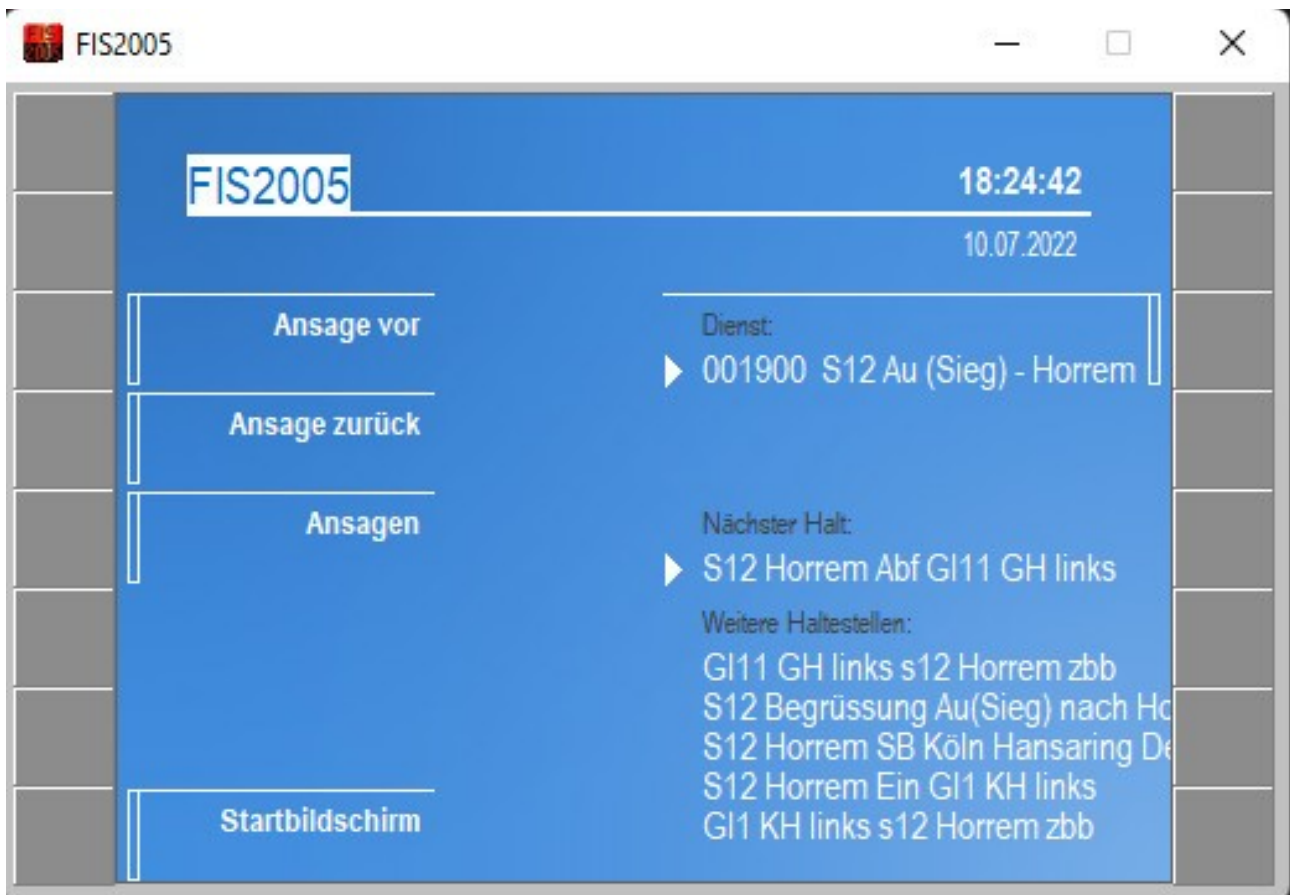 FIS2005
FIS2005
18:24:42
10.07.2022
Ansage vor
Ansage zurück
Ansagen
Startbildschirm
Dienst:
001900 S12 Au (Sieg) - Horrem
Nächster Halt:
S12 Horrem Abf Gl11 GH links
Weitere Haltestellen:
Gl11 GH links s12 Horrem zbb
S12 Begrüssung Au(Sieg) nach Ho
S12 Horrem SB Köln Hansaring De
S12 Horrem Ein Gl1 KH links
Gl1 KH links s12 Horrem zbb